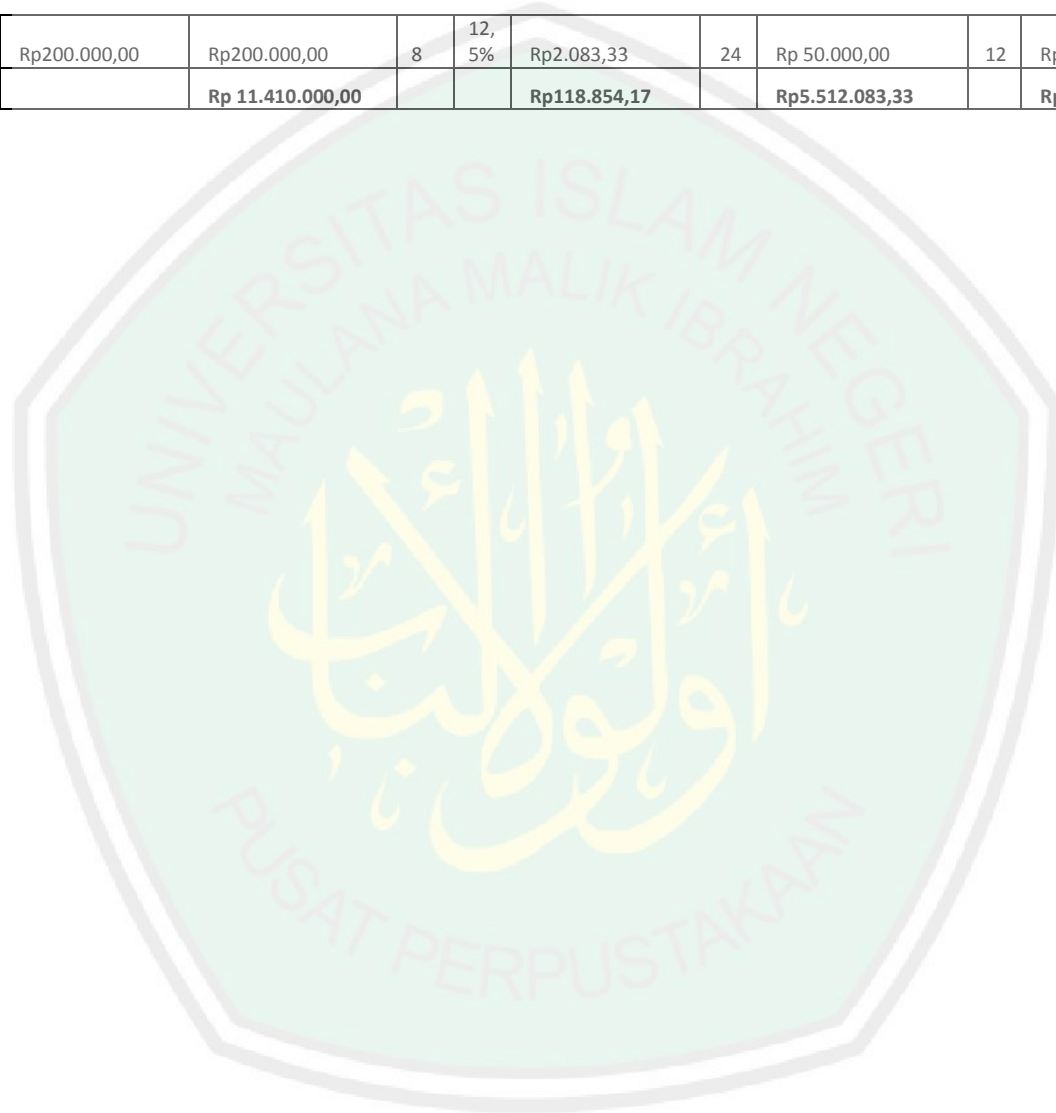 Rp200.000,00 Rp200.000,00 8 12, 5% Rp2.083,33 24 Rp 50.000,00 12
Rp 11.410.000,00 Rp118.854,17 Rp5.512.083,33
UNIVERSITAS ISLAM NEGERI
MAULANA MALIK IBRAHIM
أولوا الألباب
PUSAT PERPUSTAKAAN